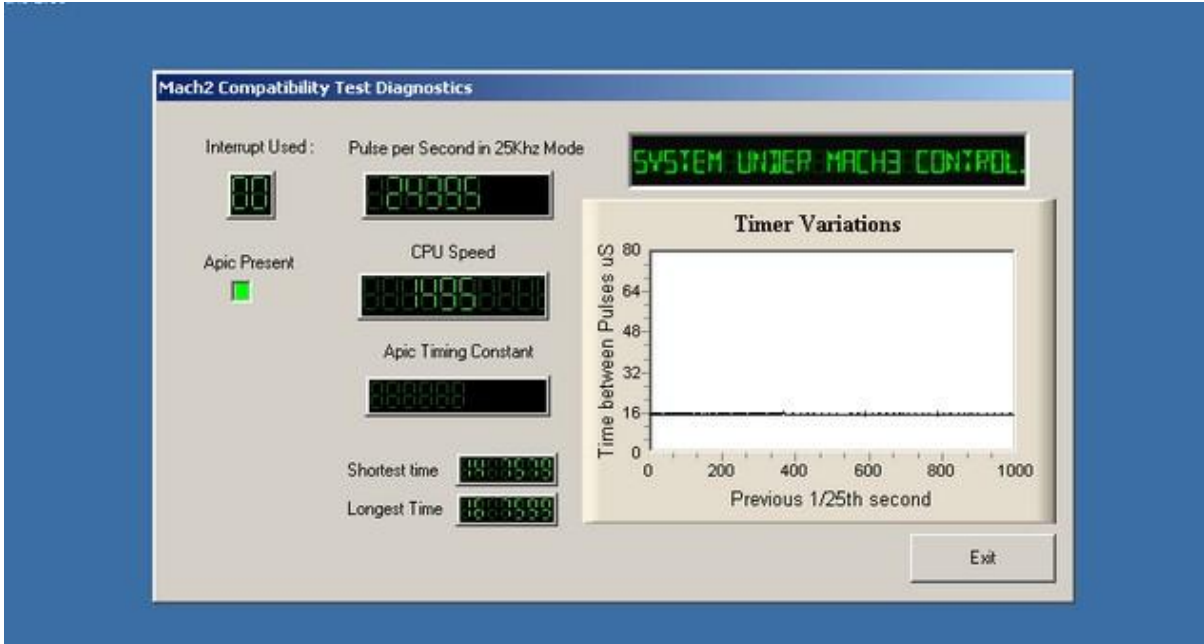 Mach2 Compatibility Test Diagnostics
Interrupt Used :
00
Apic Present
Pulse per Second in 25Khz Mode
24395
CPU Speed
1495
Apic Timing Constant
Shortest time
Longest Time
SYSTEM UNDER MACH3 CONTROL.
Timer Variations
Time between Pulses uS
80
64
48
32
16
0
0 200 400 600 800 1000
Previous 1/25th second
Exit